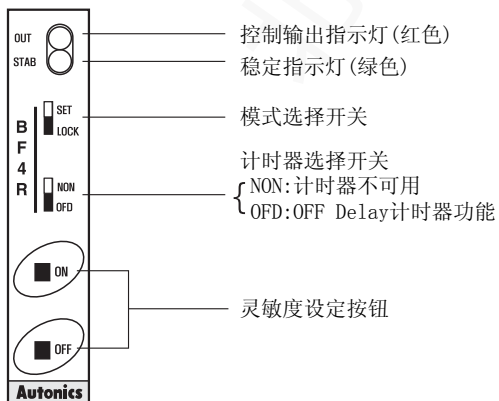 OUT
控制输出指示灯(红色)
STAB
稳定指示灯(绿色)
SET
LOCK
模式选择开关
BF4R
计时器选择开关
NON
OFD
NON:计时器不可用
OFD:OFF Delay计时器功能
ON
OFF
灵敏度设定按钮
Autonics